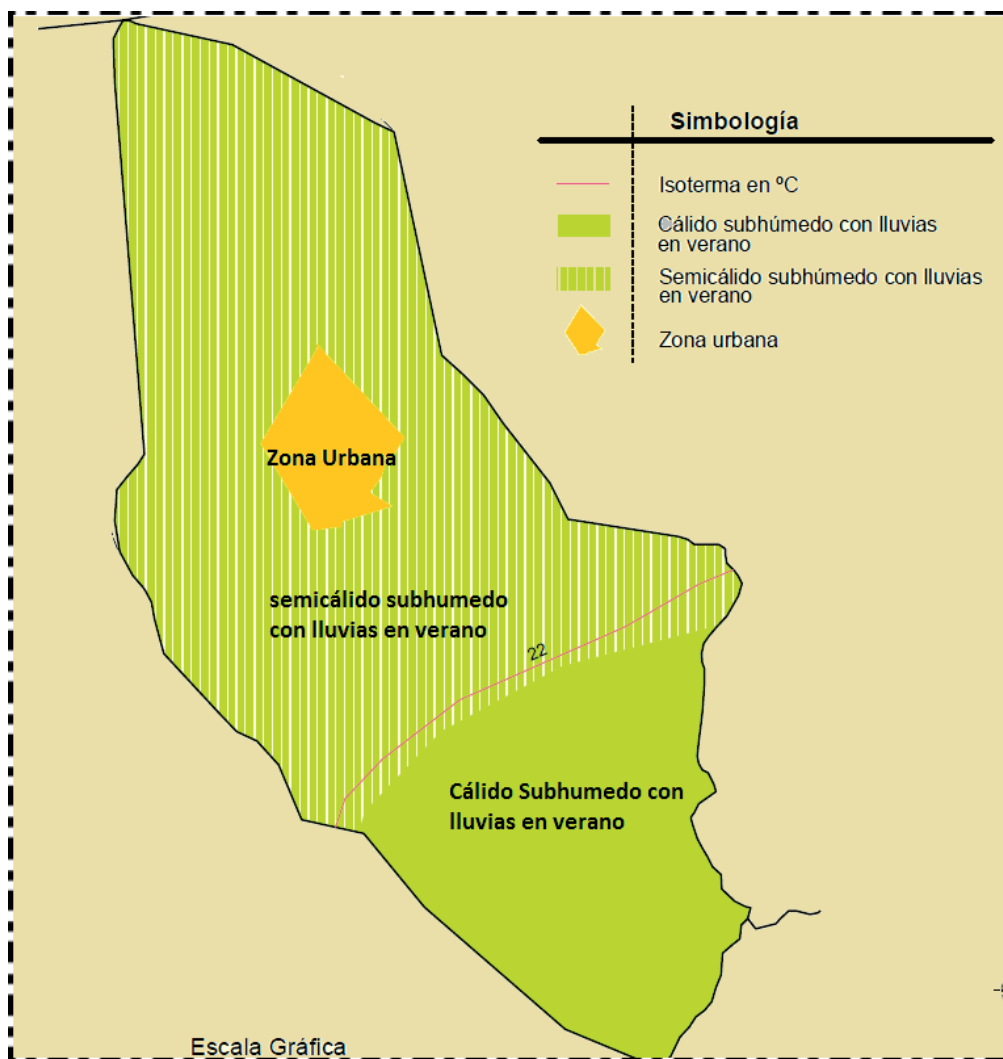 Simbología
Isoterma en ºC
Cálido subhúmedo con lluvias
en verano
Semicálido subhúmedo con lluvias
en verano
Zona urbana
Zona Urbana
semicálido subhumedo
con lluvias en verano
22
Cálido Subhumedo con
lluvias en verano
Escala Gráfica